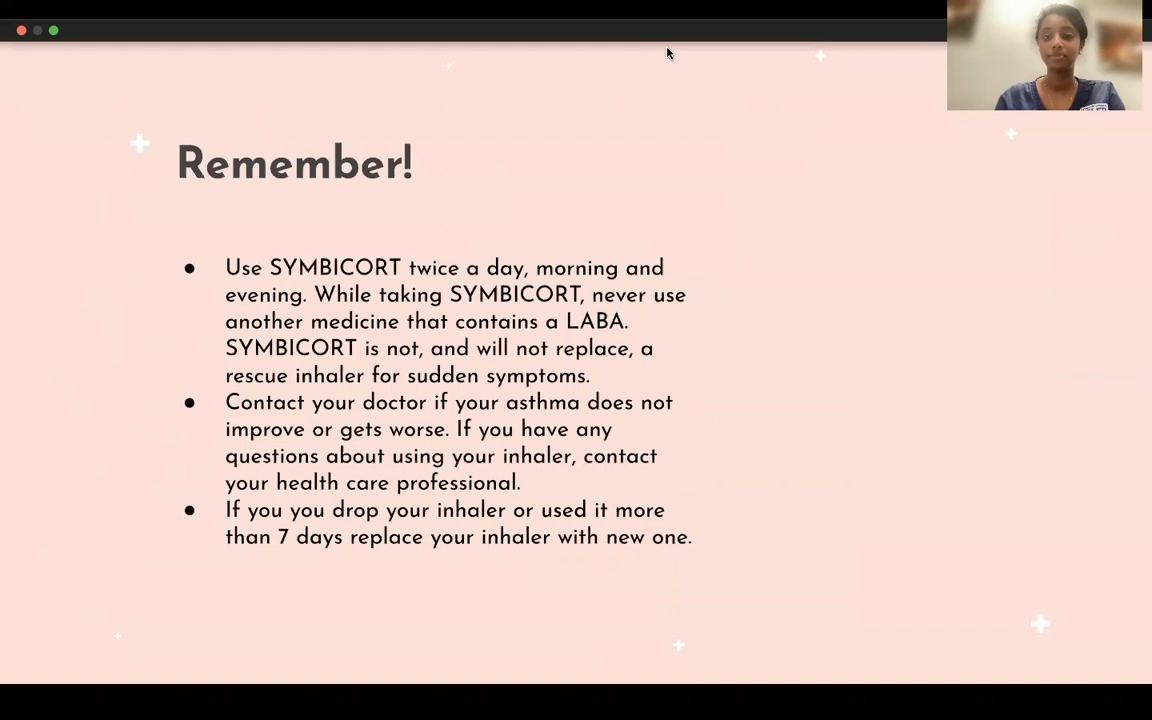 Remember!
● Use SYMBICORT twice a day, morning and
evening. While taking SYMBICORT, never use
another medicine that contains a LABA.
SYMBICORT is not, and will not replace, a
rescue inhaler for sudden symptoms.
● Contact your doctor if your asthma does not
improve or gets worse. If you have any
questions about using your inhaler, contact
your health care professional.
● If you you drop your inhaler or used it more
than 7 days replace your inhaler with new one.